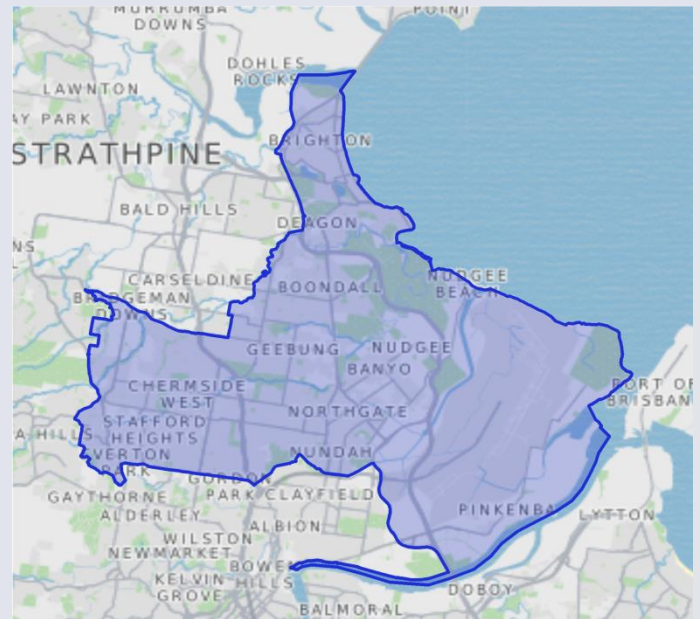 MURRUMBA
DOWNS
POINT
DOHLES
ROCKS
LAWNTON
AY PARK
BRIGHTON
STRATHPINE
BALD HILLS
DEAGON
NS
CARSELDINE
BOONDALL
NUDGEE
BEACH
BRIDGEMAN
DOWNS
GEEBUNG
NUDGEE
BANYO
CHERMSIDE
WEST
PORT OF
BRISBAN
NORTHGATE
STAFFORD
HEIGHTS
A HILLS
VERTON
PARK
NUNDAH
GORDON
PARK
CLAYFIELD
GAYTHORNE
ALDERLEY
PINKENBA
LYTTON
ALBION
WILSTON
NEWMARKET
BOWE
HILLS
KELVIN
GROVE
DOBOY
BALMORAL